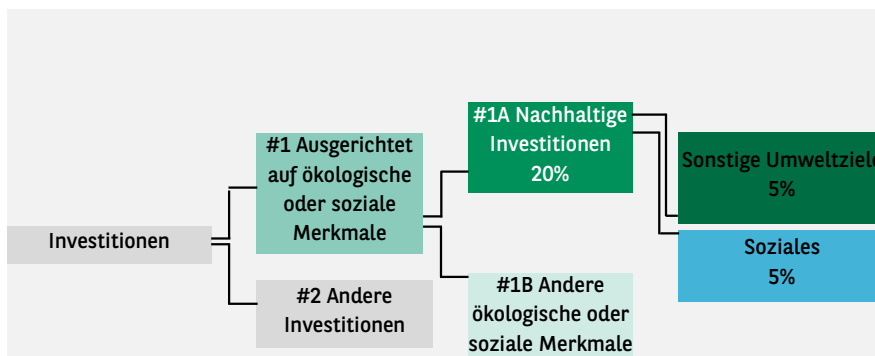 Investitionen
#1 Ausgerichtet
auf ökologische
oder soziale
Merkmale
#2 Andere
Investitionen
#1A Nachhaltige
Investitionen
20%
#1B Andere
ökologische oder
soziale Merkmale
Sonstige Umweltziele
5%
Soziales
5%